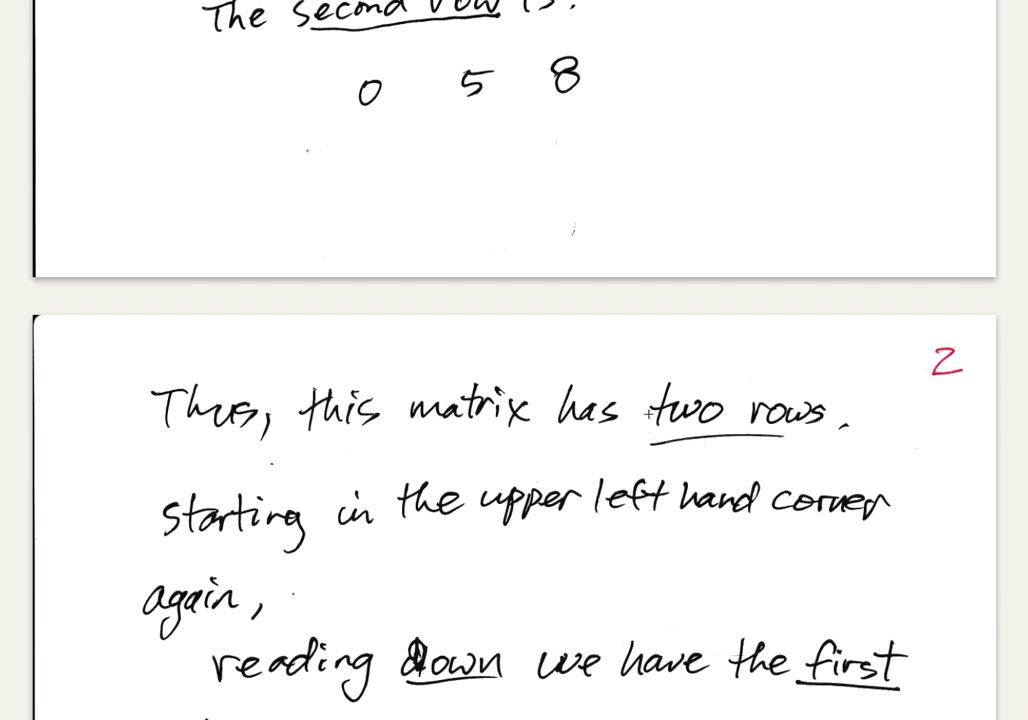 The second row is:
0 5 8
2
Thus, this matrix has two rows.
starting in the upper left hand corner
again,
reading down we have the first